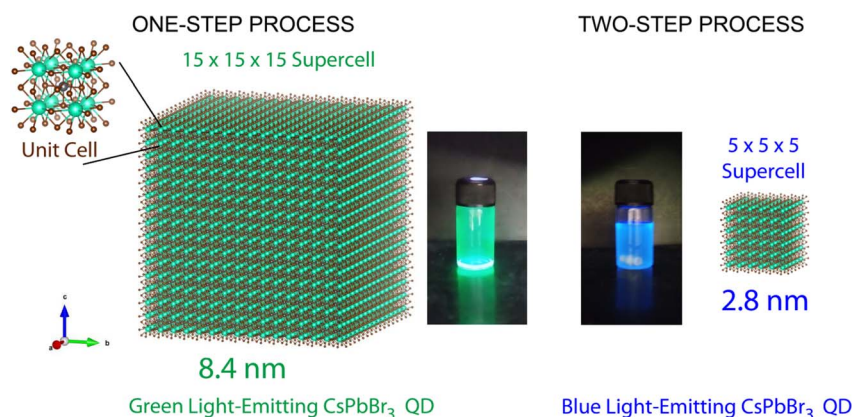 ONE-STEP PROCESS
TWO-STEP PROCESS
15 x 15 x 15 Supercell
Unit Cell
5 x 5 x 5
Supercell
2.8 nm
c
a
b
8.4 nm
Green Light-Emitting CsPbBr₃ QD
Blue Light-Emitting CsPbBr₃ QD